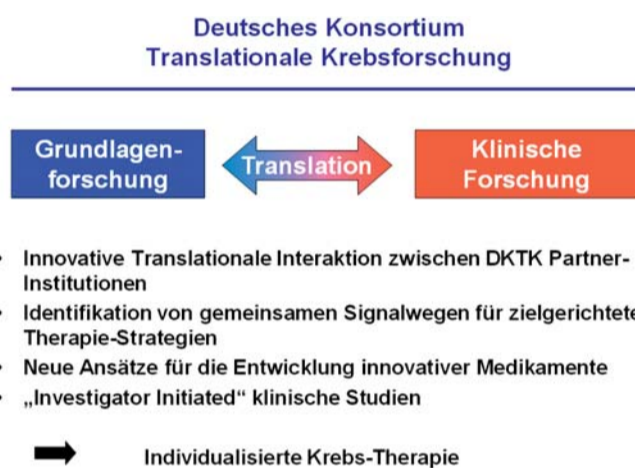 Deutsches Konsortium
Translationale Krebsforschung
Grundlagen-
forschung
Translation
Klinische
Forschung
• Innovative Translationale Interaktion zwischen DKTK Partner-
Institutionen
• Identifikation von gemeinsamen Signalwegen für zielgerichtete
Therapie-Strategien
• Neue Ansätze für die Entwicklung innovativer Medikamente
• „Investigator Initiated“ klinische Studien
Individualisierte Krebs-Therapie